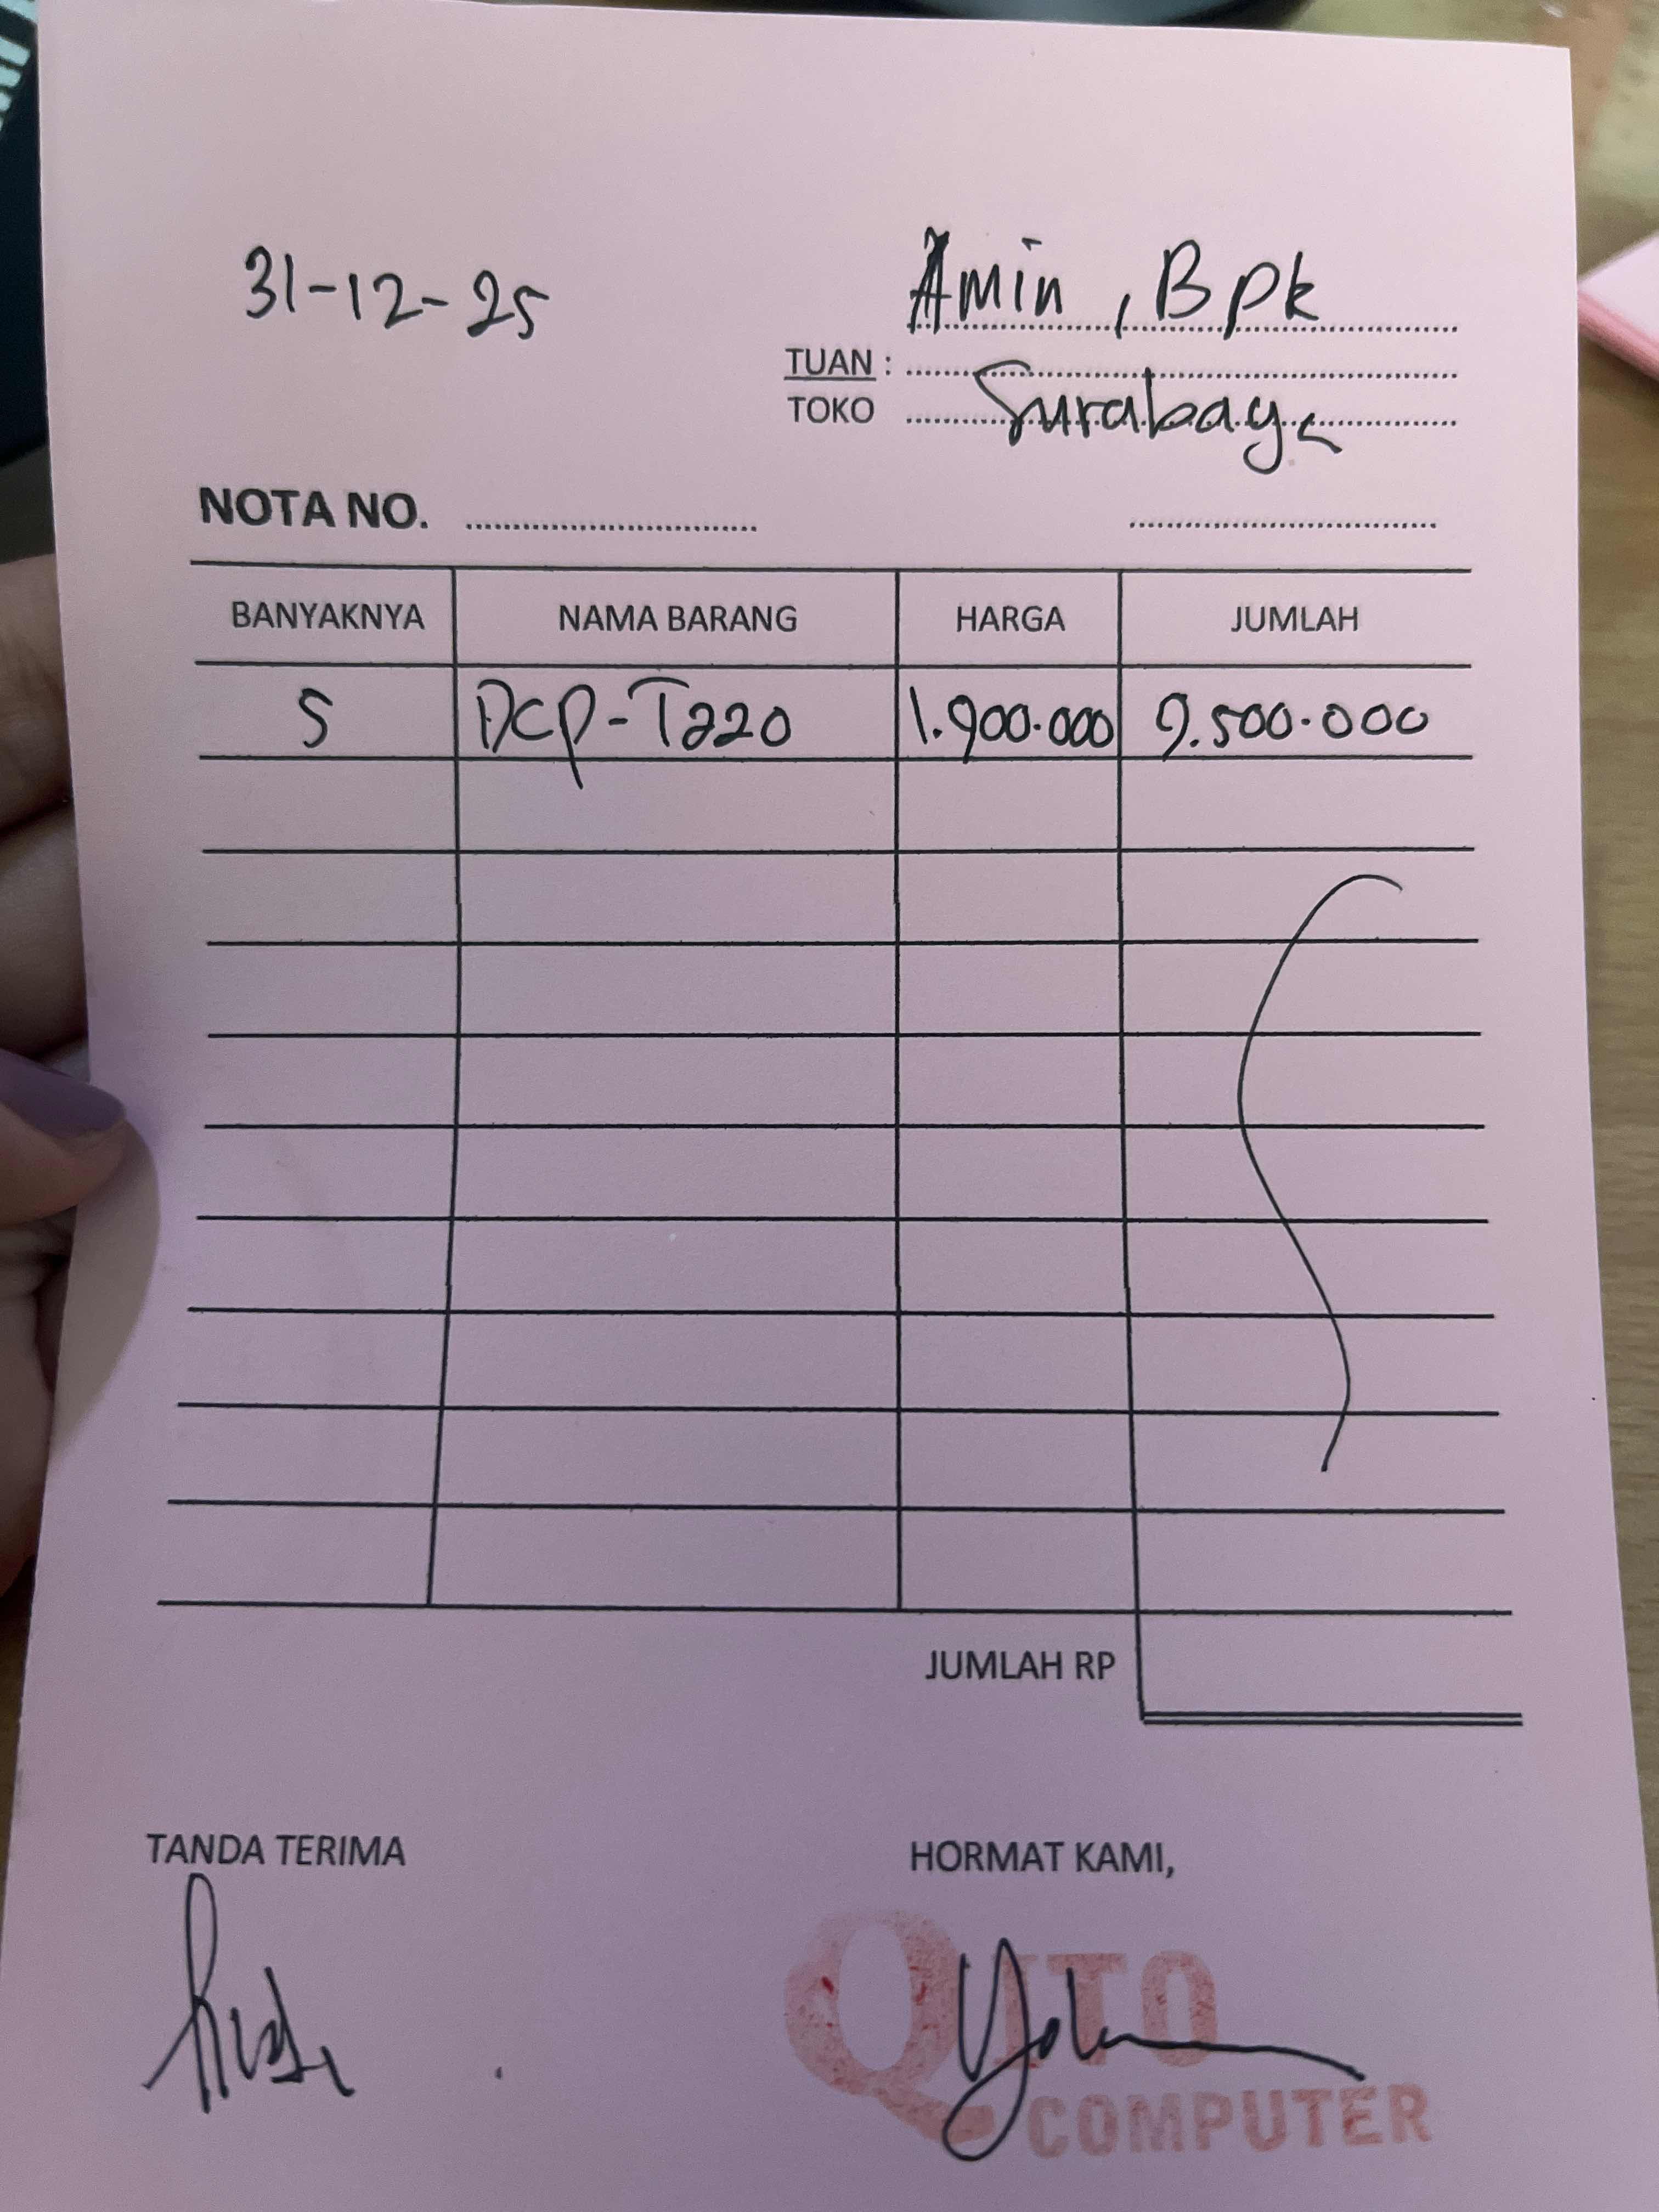 31-12-25
Amin, Bpk
TUAN :
TOKO
Surabaya
NOTA NO.
BANYAKNYA NAMA BARANG HARGA JUMLAH
5 DCP-T220 1.900.000 9.500.000
JUMLAH RP
TANDA TERIMA HORMAT KAMI,
QITO
COMPUTER